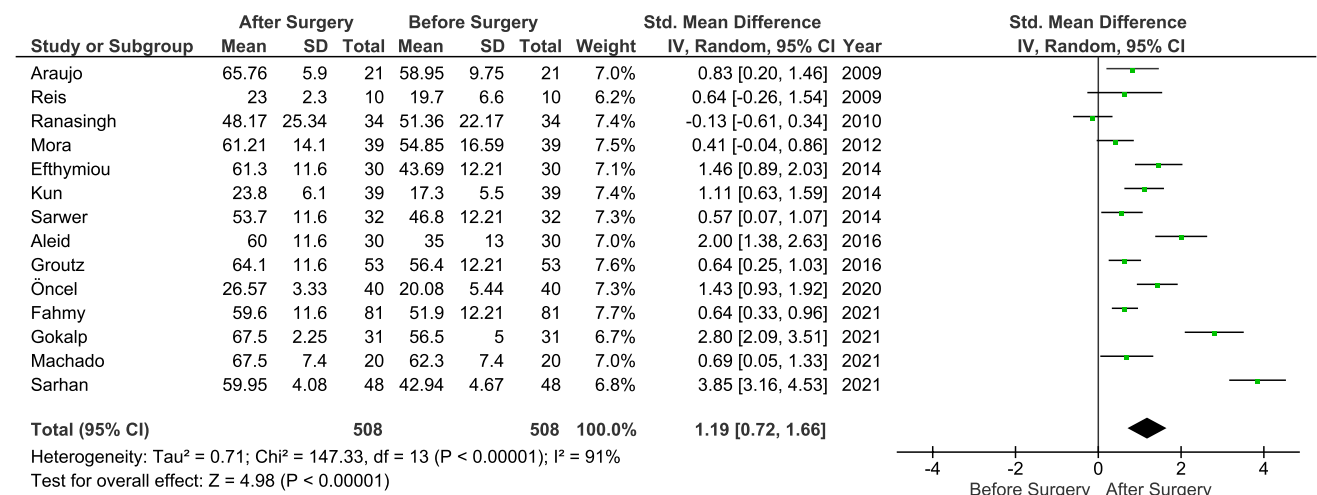 After Surgery Before Surgery Std. Mean Difference Std. Mean Difference
Study or Subgroup Mean SD Total Mean SD Total Weight IV, Random, 95% CI Year IV, Random, 95% CI
Araujo 65.76 5.9 21 58.95 9.75 21 7.0% 0.83 [0.20, 1.46] 2009
Reis 23 2.3 10 19.7 6.6 10 6.2% 0.64 [-0.26, 1.54] 2009
Ranasingh 48.17 25.34 34 51.36 22.17 34 7.4% -0.13 [-0.61, 0.34] 2010
Mora 61.21 14.1 39 54.85 16.59 39 7.5% 0.41 [-0.04, 0.86] 2012
Efthymiou 61.3 11.6 30 43.69 12.21 30 7.1% 1.46 [0.89, 2.03] 2014
Kun 23.8 6.1 39 17.3 5.5 39 7.4% 1.11 [0.63, 1.59] 2014
Sarwer 53.7 11.6 32 46.8 12.21 32 7.3% 0.57 [0.07, 1.07] 2014
Aleid 60 11.6 30 35 13 30 7.0% 2.00 [1.38, 2.63] 2016
Groutz 64.1 11.6 53 56.4 12.21 53 7.6% 0.64 [0.25, 1.03] 2016
Öncel 26.57 3.33 40 20.08 5.44 40 7.3% 1.43 [0.93, 1.92] 2020
Fahmy 59.6 11.6 81 51.9 12.21 81 7.7% 0.64 [0.33, 0.96] 2021
Gokalp 67.5 2.25 31 56.5 5 31 6.7% 2.80 [2.09, 3.51] 2021
Machado 67.5 7.4 20 62.3 7.4 20 7.0% 0.69 [0.05, 1.33] 2021
Sarhan 59.95 4.08 48 42.94 4.67 48 6.8% 3.85 [3.16, 4.53] 2021
Total (95% CI) 508 508 100.0% 1.19 [0.72, 1.66]
Heterogeneity: Tau² = 0.71; Chi² = 147.33, df = 13 (P < 0.00001); I² = 91%
Test for overall effect: Z = 4.98 (P < 0.00001)
-4 -2 0 2 4
Before Surgery After Surgery